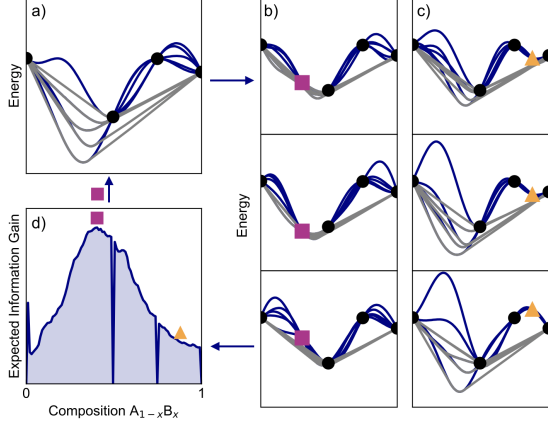 a)
b)
c)
Energy
Energy
d)
Expected Information Gain
0
1
Composition A₁₋ₓBₓ